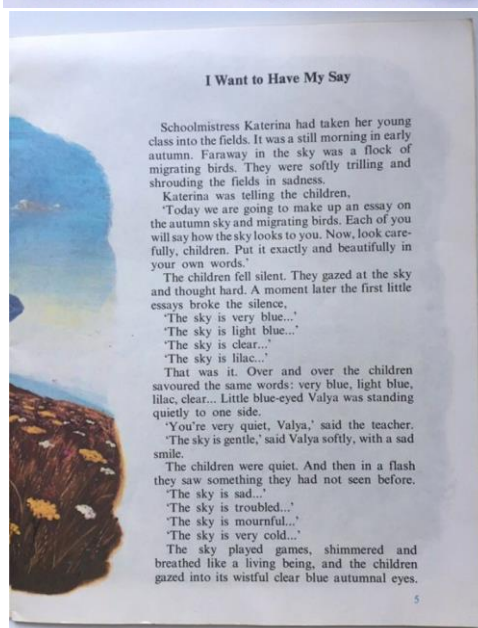 I Want to Have My Say
Schoolmistress Katerina had taken her young
class into the fields. It was a still morning in early
autumn. Faraway in the sky was a flock of
migrating birds. They were softly trilling and
shrouding the fields in sadness.
Katerina was telling the children,
'Today we are going to make up an essay on
the autumn sky and migrating birds. Each of you
will say how the sky looks to you. Now, look care-
fully, children. Put it exactly and beautifully in
your own words.'
The children fell silent. They gazed at the sky
and thought hard. A moment later the first little
essays broke the silence,
'The sky is very blue...'
'The sky is light blue...'
'The sky is clear...'
'The sky is lilac...'
That was it. Over and over the children
savoured the same words: very blue, light blue,
lilac, clear... Little blue-eyed Valya was standing
quietly to one side.
'You're very quiet, Valya,' said the teacher.
'The sky is gentle,' said Valya softly, with a sad
smile.
The children were quiet. And then in a flash
they saw something they had not seen before.
'The sky is sad...'
'The sky is troubled...'
'The sky is mournful...'
'The sky is very cold...'
The sky played games, shimmered and
breathed like a living being, and the children
gazed into its wistful clear blue autumnal eyes.
5